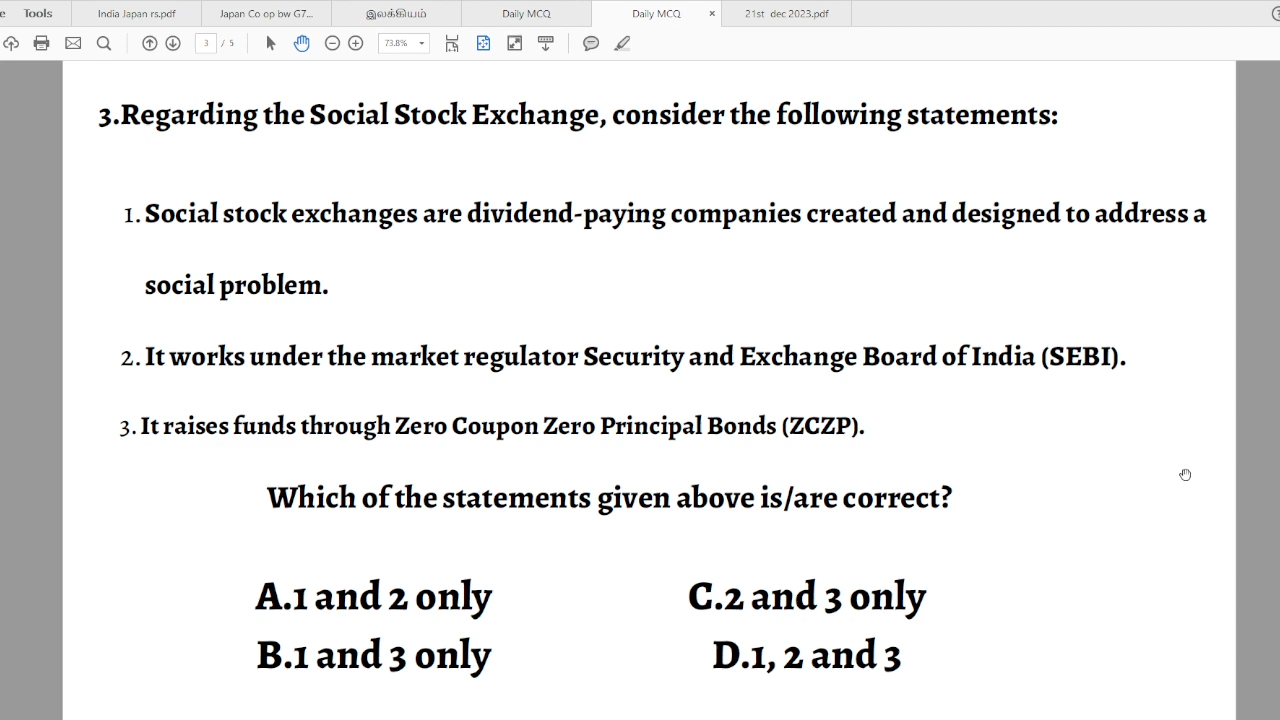 Tools India Japan rs.pdf Japan Co op bw G7... இலக்கியம் Daily MCQ Daily MCQ × 21st dec 2023.pdf
3 / 5 73.8%
3.Regarding the Social Stock Exchange, consider the following statements:
1. Social stock exchanges are dividend-paying companies created and designed to address a
social problem.
2. It works under the market regulator Security and Exchange Board of India (SEBI).
3. It raises funds through Zero Coupon Zero Principal Bonds (ZCZP).
Which of the statements given above is/are correct?
A.1 and 2 only C.2 and 3 only
B.1 and 3 only D.1, 2 and 3